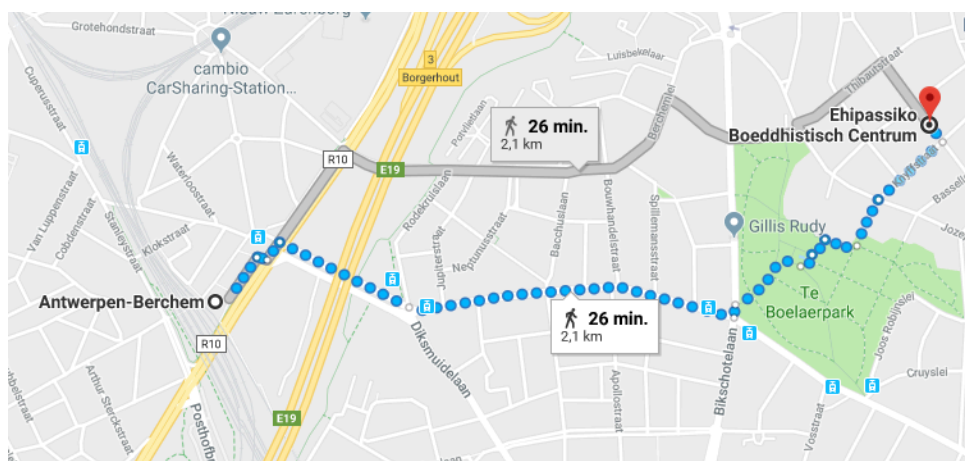 Grotehondstraat
cambio
CarSharing-Station...
3
Borgerhout
Luisbekelaar
Thibautstraat
Cuperusstraat
Potvlietlaan
Berchemlei
26 min.
2,1 km
Ehipassiko
Boeddhistisch Centrum
R10
E19
Waterloostraat
Van Luppenstraat
Cobdenstraat
Stanleystraat
Klokstraat
Rodekruislaan
Jupiterstraat
Neptunusstraat
Bacchuslaan
Bouwhandelstraat
Spillemansstraat
Gillis Rudy
Antwerpen-Berchem
Te
Boelaerpark
26 min.
2,1 km
R10
Diksmuidelaan
Bikschotelaan
Joos Robijnslei
Cruyslei
Arthur Sterckstraat
Apollostraat
Vosstraat
E19